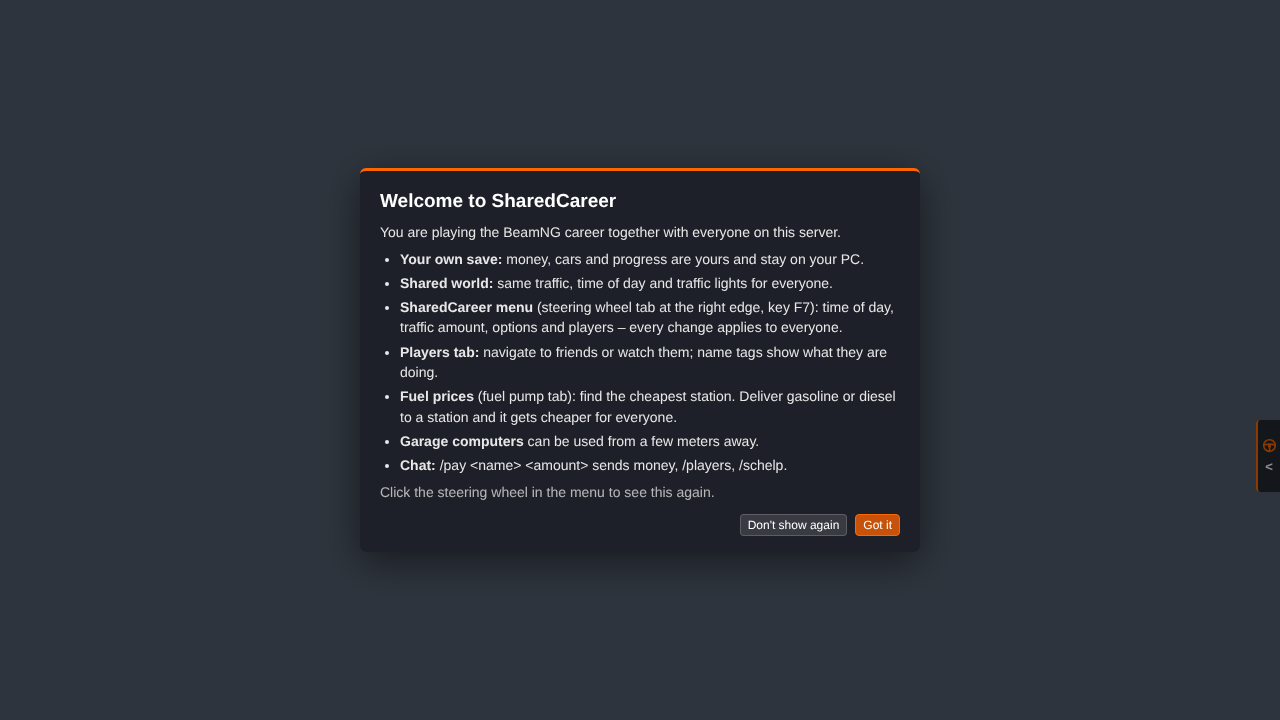 Welcome to SharedCareer
You are playing the BeamNG career together with everyone on this server.
• Your own save: money, cars and progress are yours and stay on your PC.
• Shared world: same traffic, time of day and traffic lights for everyone.
• SharedCareer menu (steering wheel tab at the right edge, key F7): time of day,
traffic amount, options and players – every change applies to everyone.
• Players tab: navigate to friends or watch them; name tags show what they are
doing.
• Fuel prices (fuel pump tab): find the cheapest station. Deliver gasoline or diesel
to a station and it gets cheaper for everyone.
• Garage computers can be used from a few meters away.
• Chat: /pay <name> <amount> sends money, /players, /schelp.
Click the steering wheel in the menu to see this again.
Don't show again Got it
<